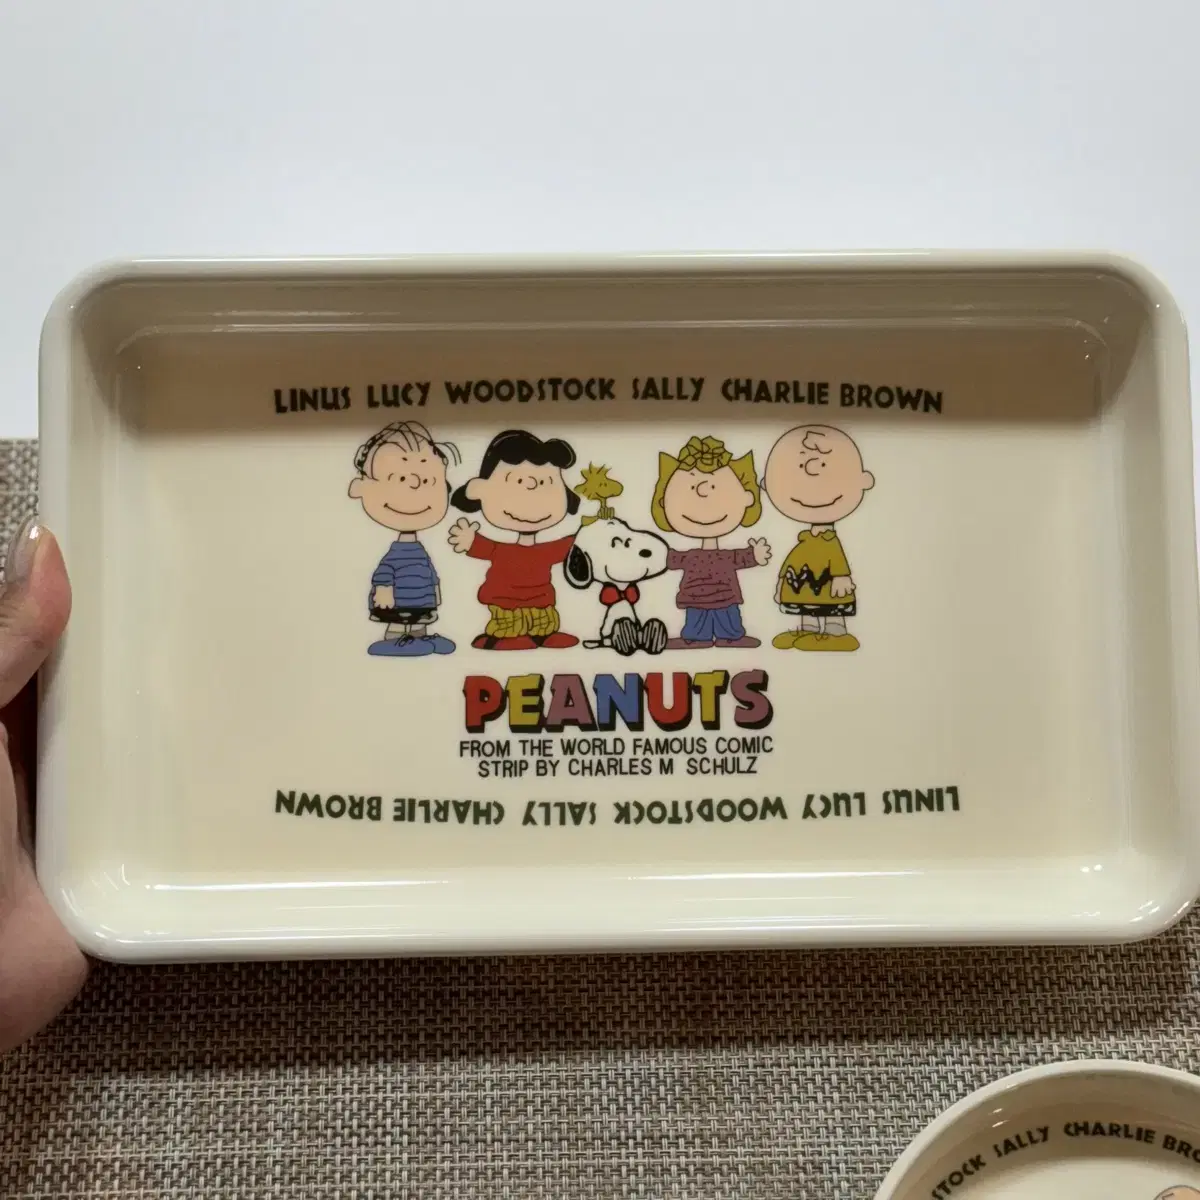 LINUS LUCY WOODSTOCK SALLY CHARLIE BROWN
PEANUTS
FROM THE WORLD FAMOUS COMIC
STRIP BY CHARLES M SCHULZ
LINUS LUCY WOODSTOCK SALLY CHARLIE BROWN
STOCK SALLY CHARLIE BRO